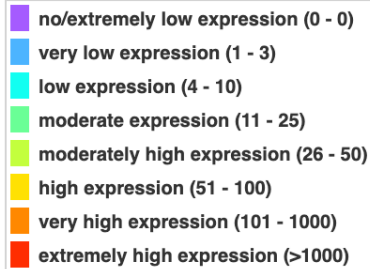 no/extremely low expression (0 - 0)
very low expression (1 - 3)
low expression (4 - 10)
moderate expression (11 - 25)
moderately high expression (26 - 50)
high expression (51 - 100)
very high expression (101 - 1000)
extremely high expression (>1000)